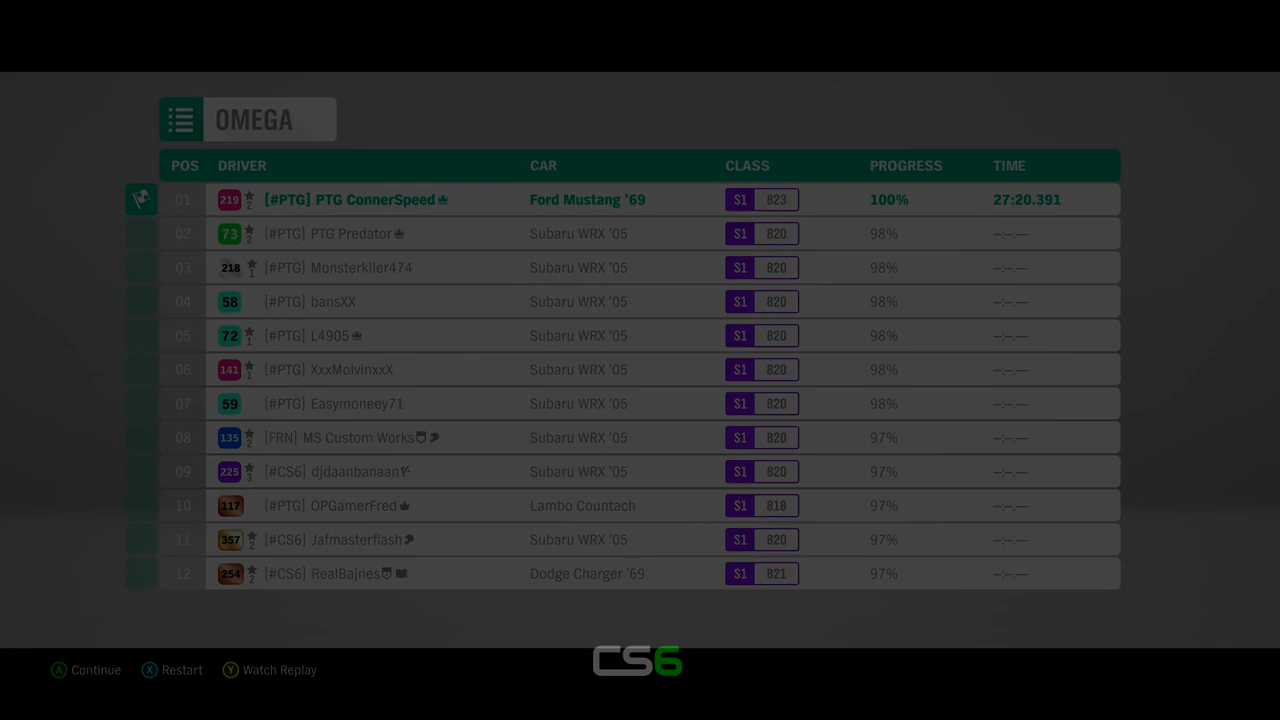 OMEGA
POS DRIVER CAR CLASS PROGRESS TIME
01 219 2 [#PTG] PTG ConnerSpeed Ford Mustang '69 S1 823 100% 27:20.391
02 73 2 [#PTG] PTG Predator Subaru WRX '05 S1 820 98% --:--.---
03 218 1 [#PTG] Monsterkiler474 Subaru WRX '05 S1 820 98% --:--.---
04 58 [#PTG] bansXX Subaru WRX '05 S1 820 98% --:--.---
05 72 1 [#PTG] L4905 Subaru WRX '05 S1 820 98% --:--.---
06 141 1 [#PTG] XxxMolvinxxX Subaru WRX '05 S1 820 98% --:--.---
07 59 [#PTG] Easymoneey71 Subaru WRX '05 S1 820 98% --:--.---
08 135 2 [FRN] MS Custom Works Subaru WRX '05 S1 820 97% --:--.---
09 225 3 [#CS6] djdaanbanaan Subaru WRX '05 S1 820 97% --:--.---
10 117 [#PTG] OPGamerFred Lambo Countach S1 818 97% --:--.---
11 357 2 [#CS6] Jafmasterflash Subaru WRX '05 S1 820 97% --:--.---
12 254 2 [#CS6] RealBajnes Dodge Charger '69 S1 821 97% --:--.---
A Continue X Restart Y Watch Replay
CS6